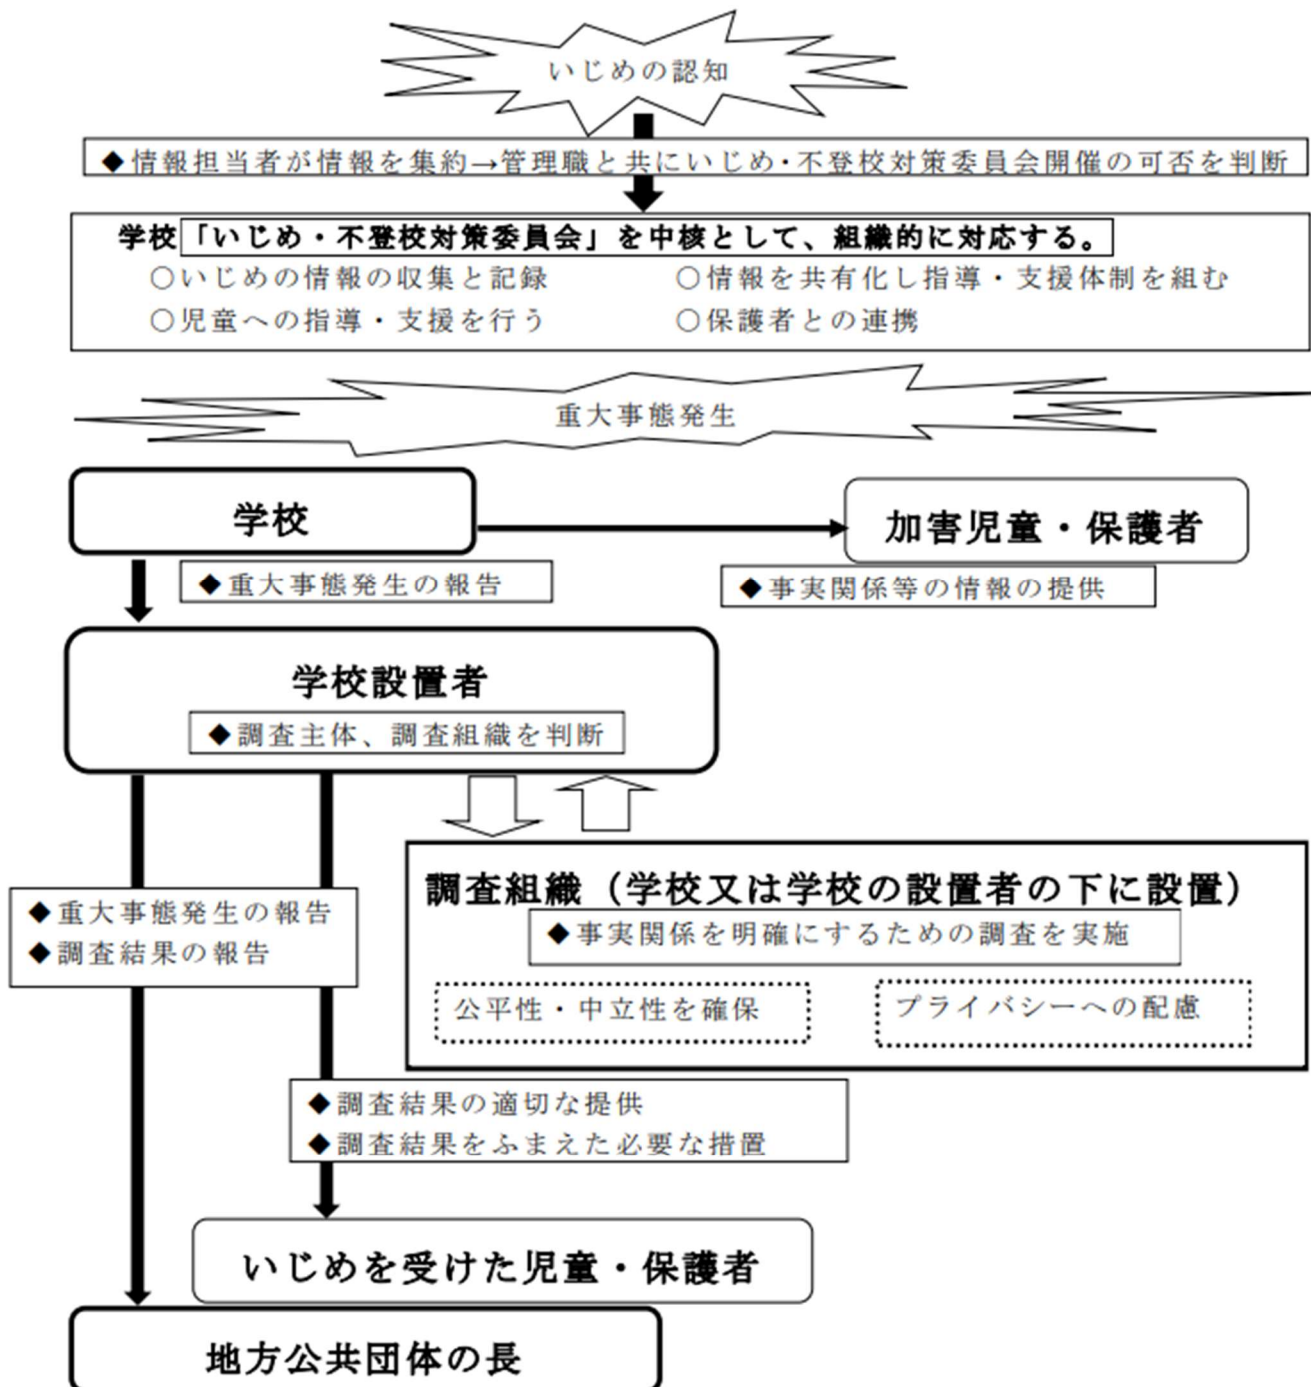 いじめの認知
◆情報担当者が情報を集約→管理職と共にいじめ・不登校対策委員会開催の可否を判断
学校「いじめ・不登校対策委員会」を中核として、組織的に対応する。
○いじめの情報の収集と記録
○情報を共有化し指導・支援体制を組む
○児童への指導・支援を行う
○保護者との連携
重大事態発生
学校
加害児童・保護者
◆重大事態発生の報告
◆事実関係等の情報の提供
学校設置者
◆調査主体、調査組織を判断
調査組織（学校又は学校の設置者の下に設置）
◆事実関係を明確にするための調査を実施
公平性・中立性を確保
プライバシーへの配慮
◆重大事態発生の報告
◆調査結果の報告
◆調査結果の適切な提供
◆調査結果をふまえた必要な措置
いじめを受けた児童・保護者
地方公共団体の長